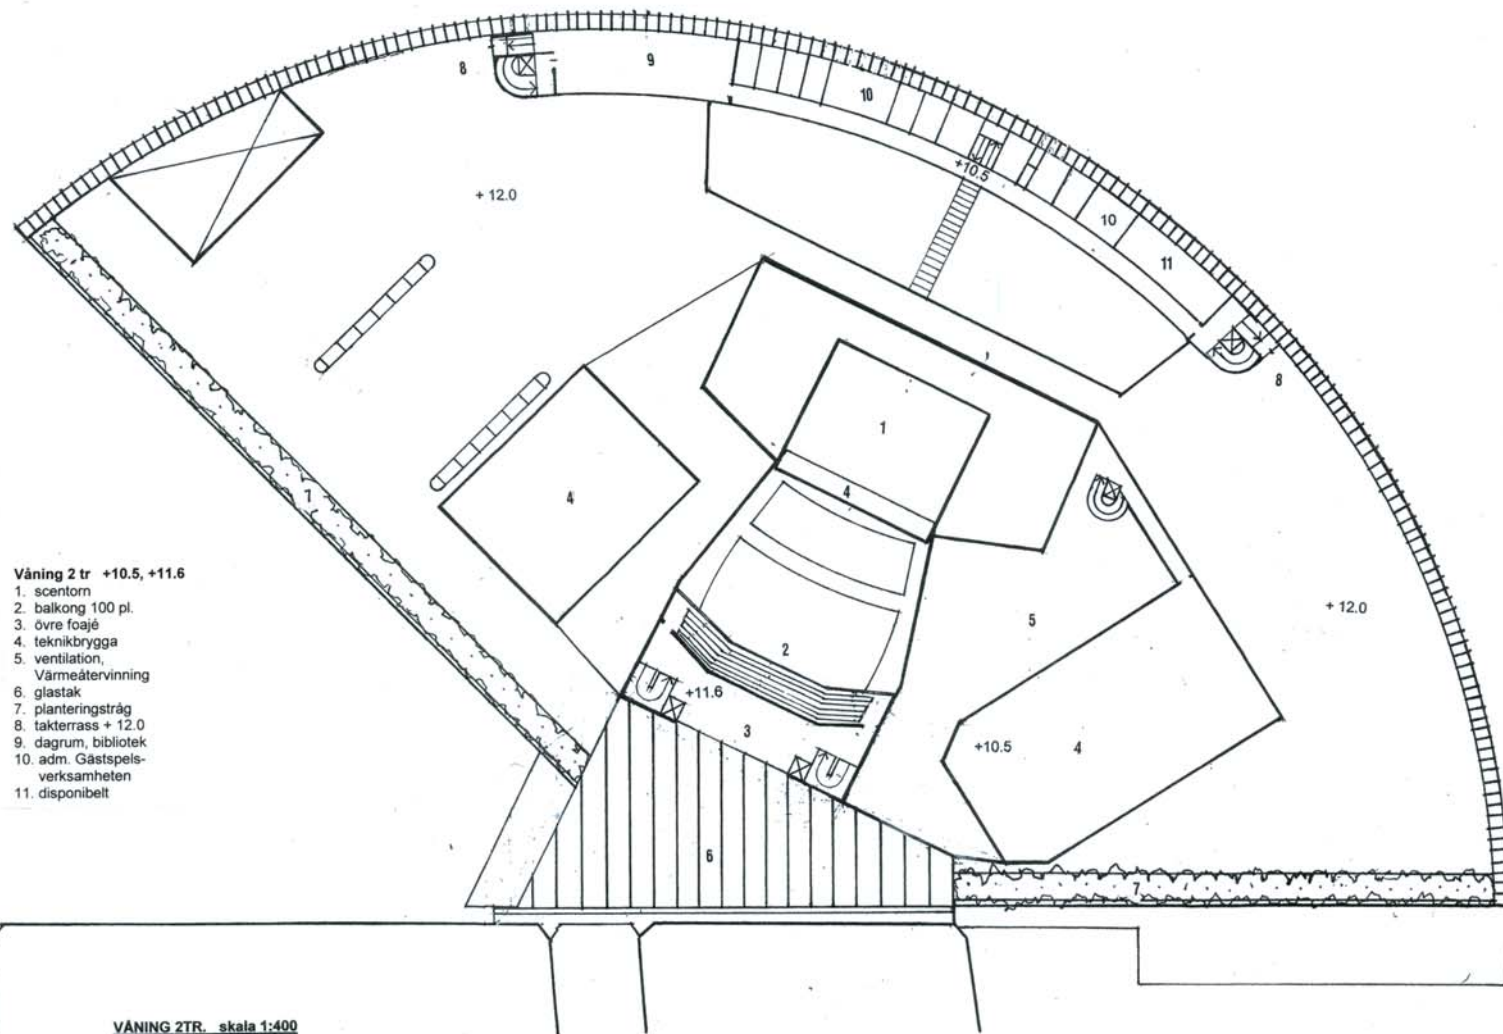 8
9
10
+10.5
+ 12.0
10
11
8
1
4
4
7
Våning 2 tr +10.5, +11.6
1. scentorn
2. balkong 100 pl.
3. övre foajé
4. teknikbrygga
5. ventilation,
Värmeåtervinning
6. glastak
7. planteringstråg
8. takterrass + 12.0
9. dagrum, bibliotek
10. adm. Gästspels-
verksamheten
11. disponibelt
5
+ 12.0
2
+11.6
3
+10.5
4
6
7
VÅNING 2TR. skala 1:400